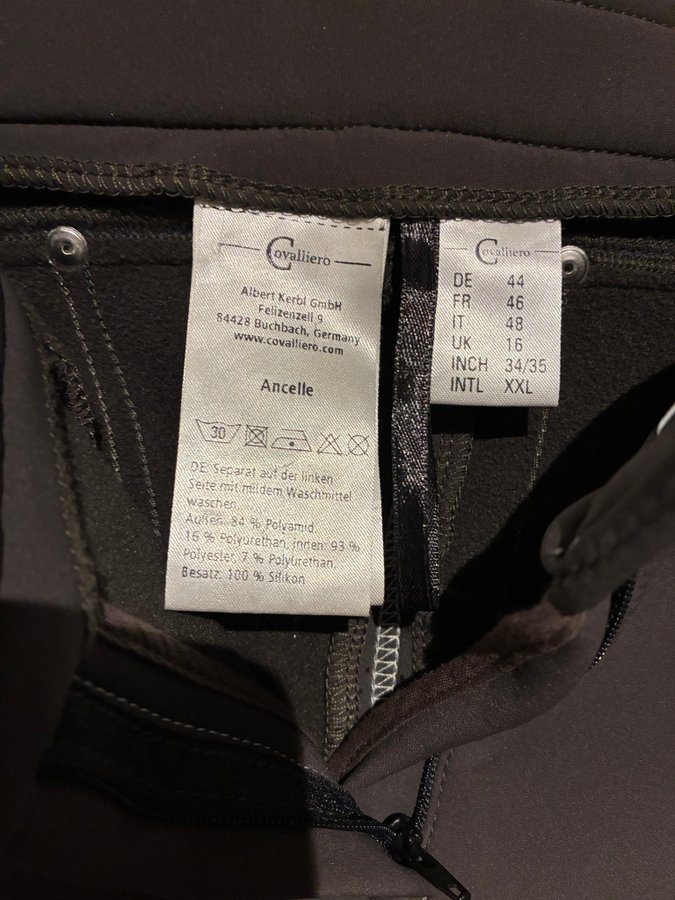 Covalliero
Albert Kerbl GmbH
Felizenzell 9
84428 Buchbach, Germany
www.covalliero.com
Ancelle
30
DE: Separat auf der linken
Seite mit mildem Waschmittel
waschen
Außen: 84 % Polyamid,
16 % Polyurethan, Innen: 93 %
Polyester, 7 % Polyurethan,
Besatz: 100 % Silikon
Covalliero
DE 44
FR 46
IT 48
UK 16
INCH 34/35
INTL XXL